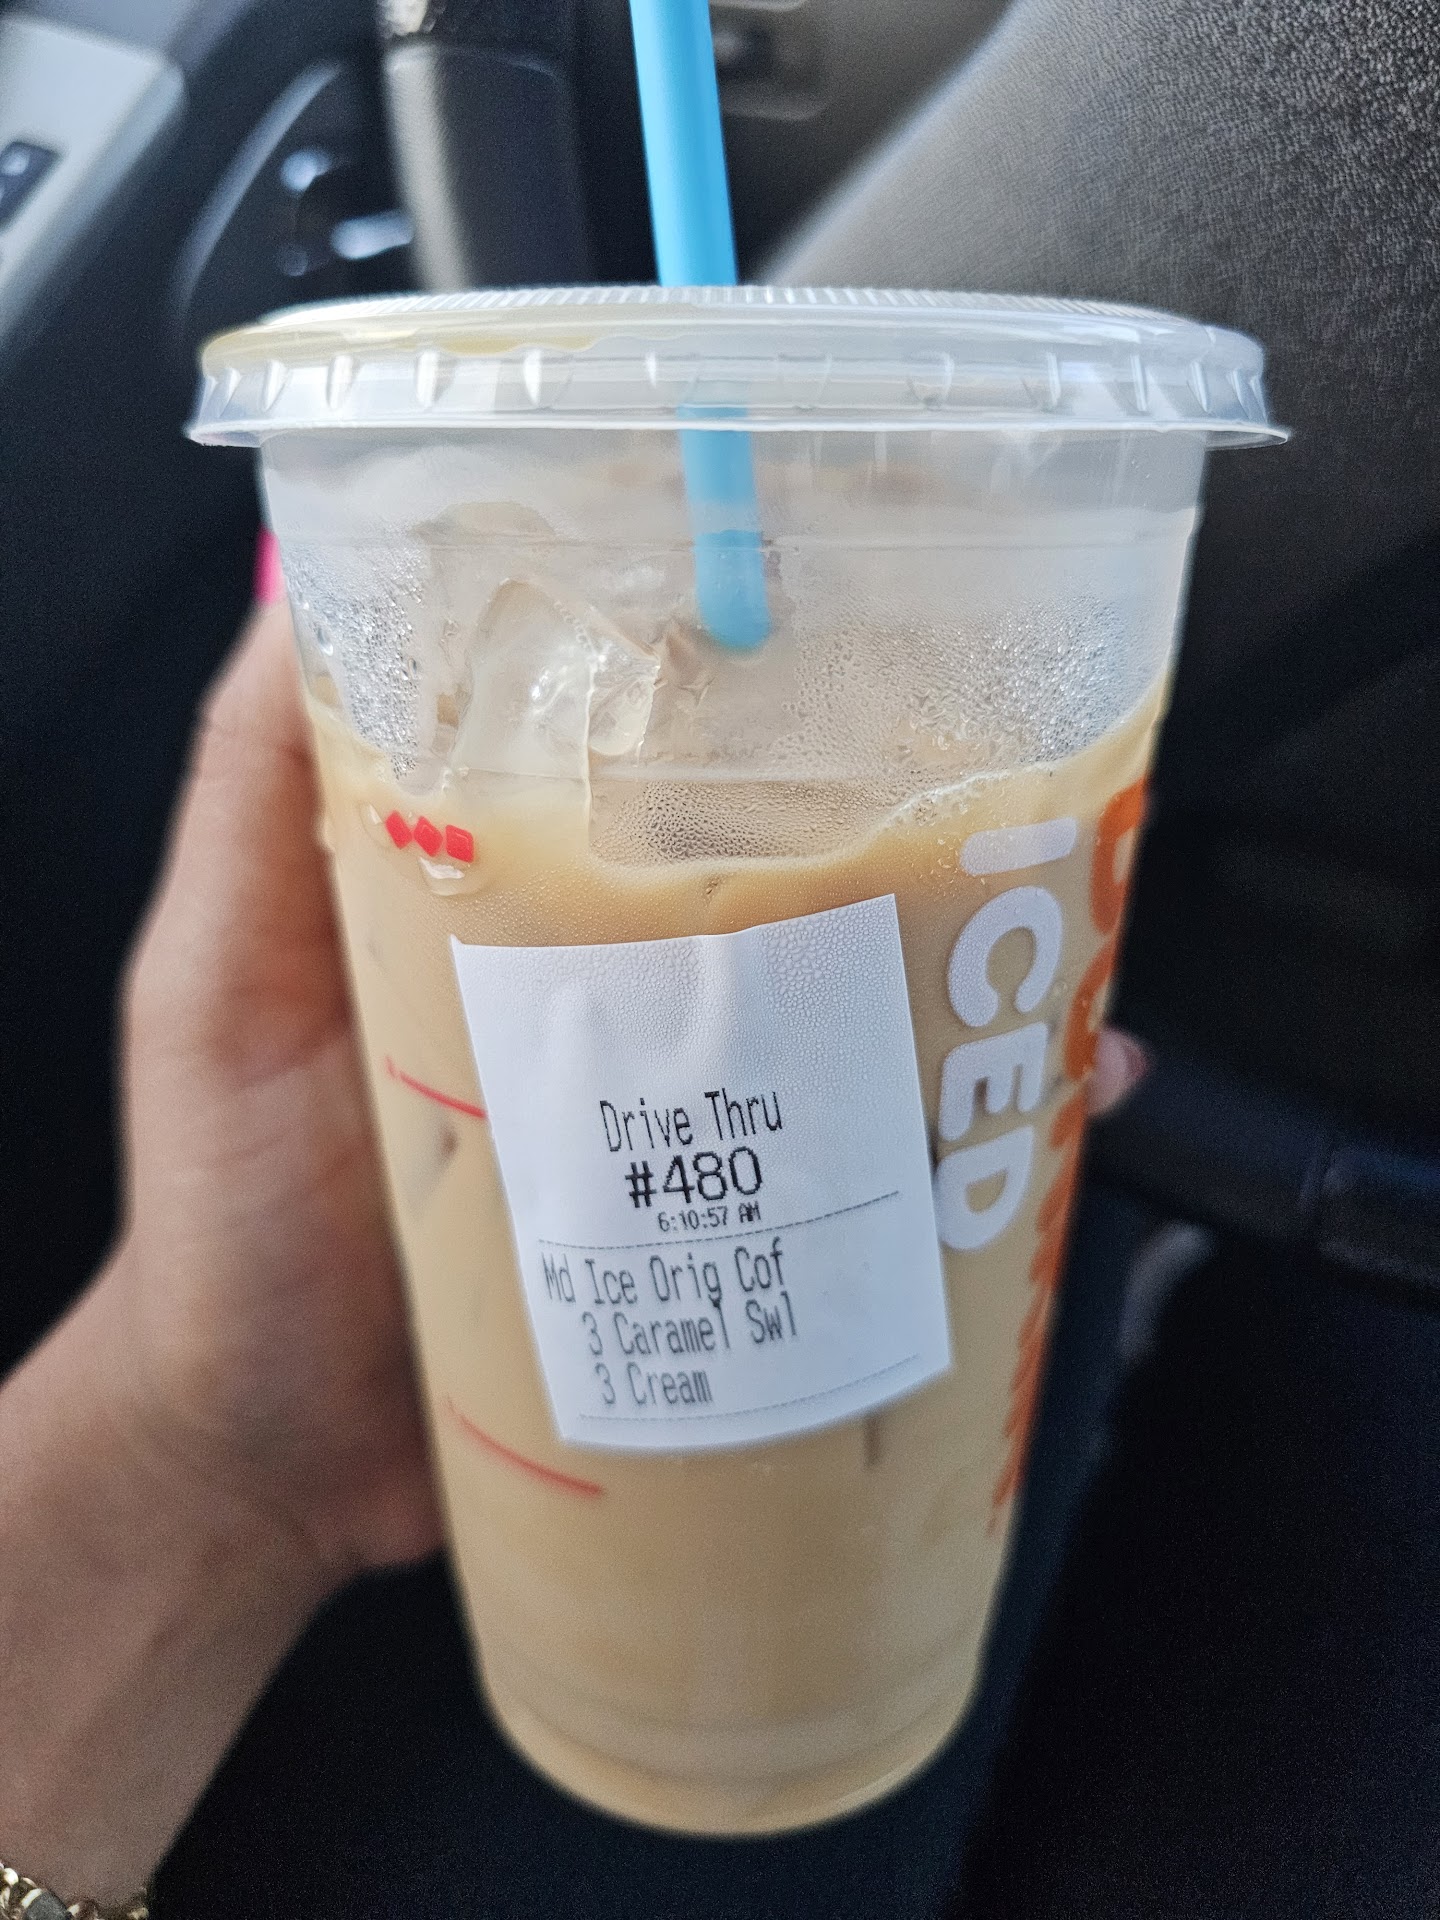 ICED
Drive Thru
#480
6:10:57 AM
Md Ice Orig Cof
3 Caramel Swl
3 Cream